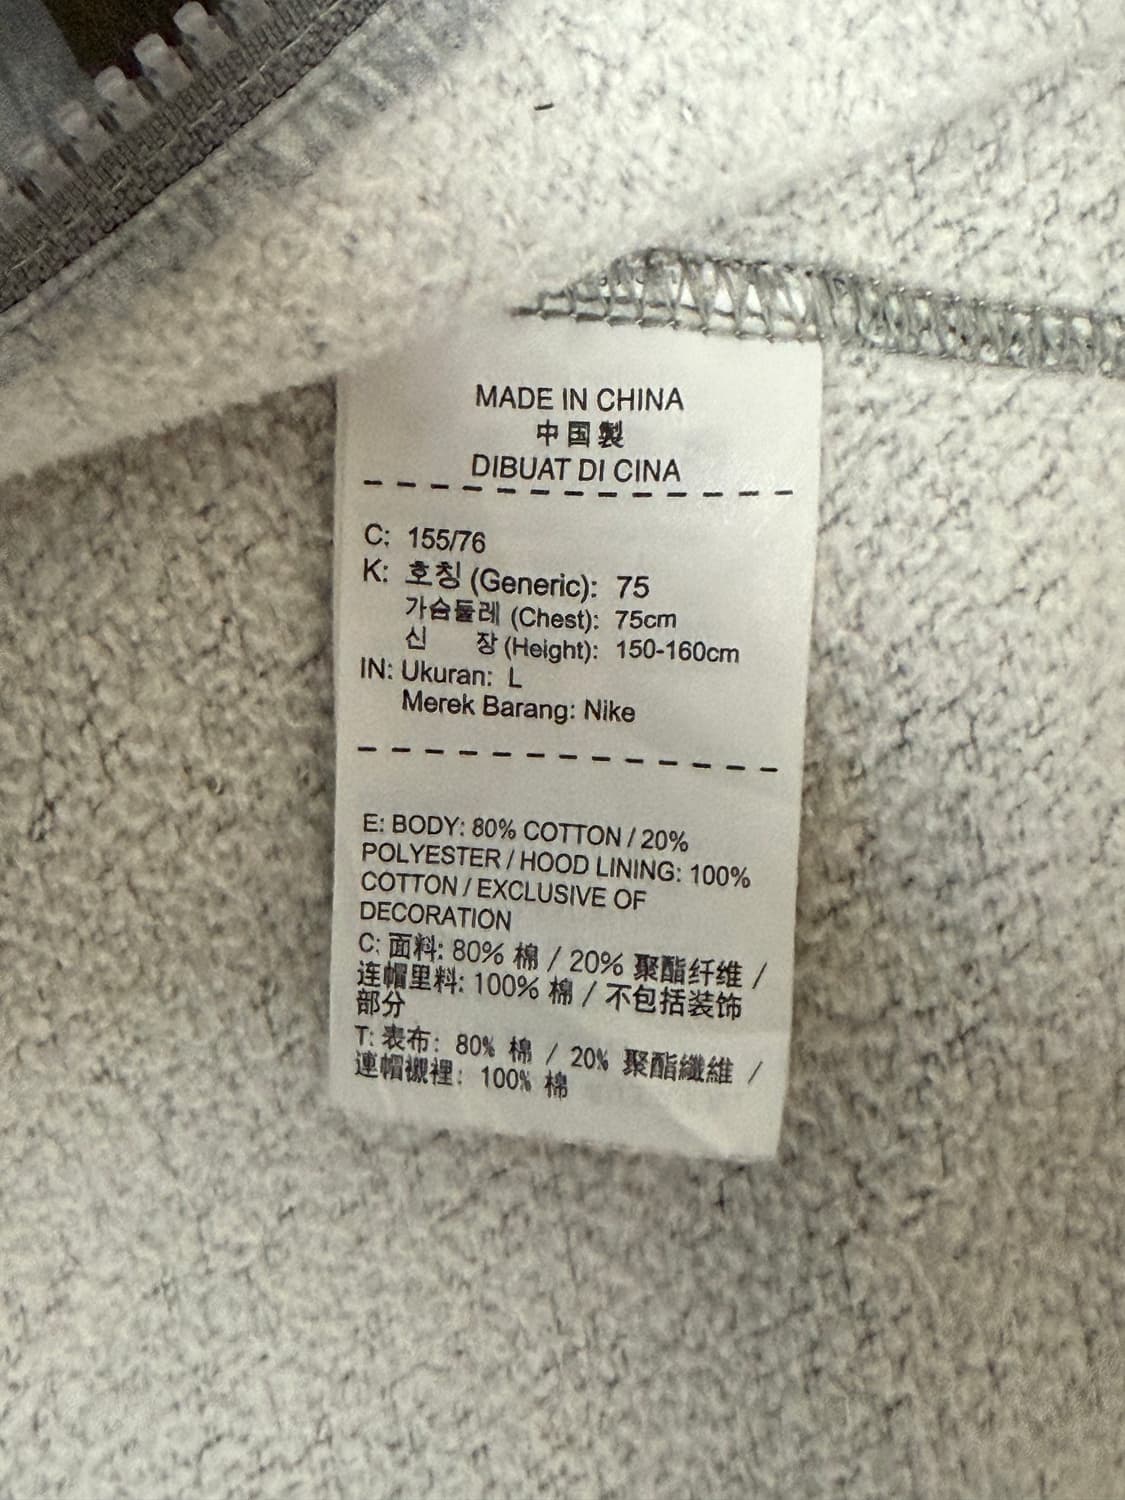 MADE IN CHINA
中国製
DIBUAT DI CINA
C: 155/76
K: 호칭 (Generic): 75
가슴둘레 (Chest): 75cm
신 장 (Height): 150-160cm
IN: Ukuran: L
Merek Barang: Nike
E: BODY: 80% COTTON / 20%
POLYESTER / HOOD LINING: 100%
COTTON / EXCLUSIVE OF
DECORATION
C: 面料: 80% 棉 / 20% 聚酯纤维 /
连帽里料: 100% 棉 / 不包括装饰
部分
T: 表布: 80% 棉 / 20% 聚酯纖維 /
連帽襯裡: 100% 棉